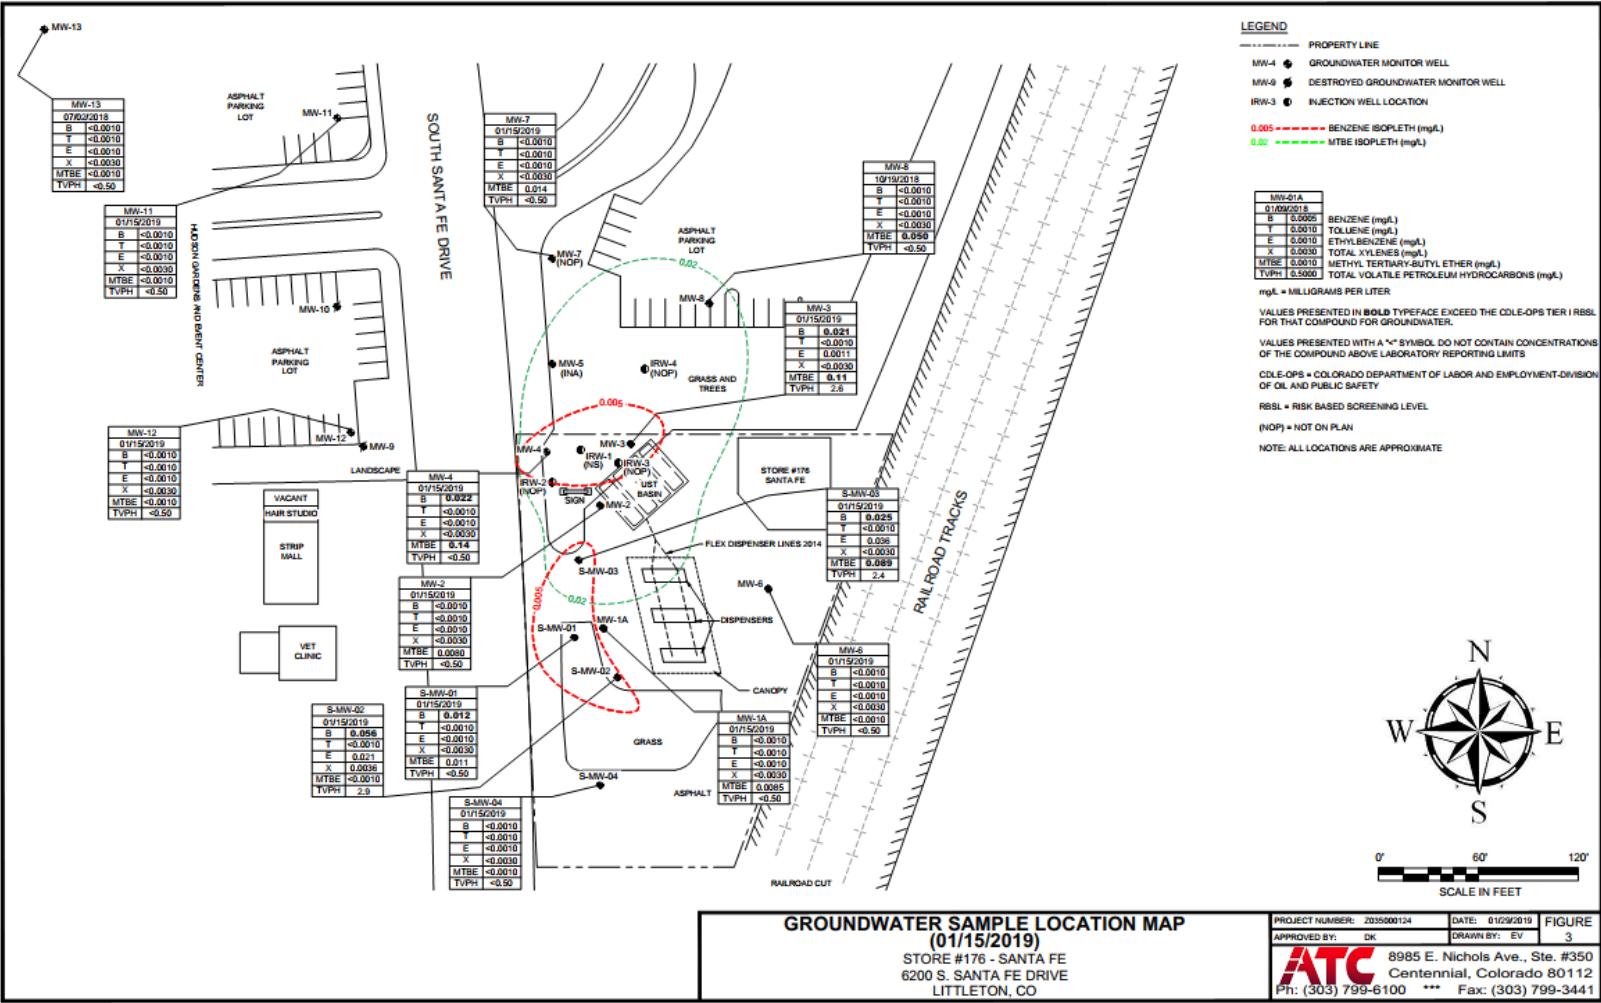 MW-13
MW-13
07/02/2018
B <0.0010
T <0.0010
E <0.0010
X <0.0030
MTBE <0.0010
TVPH <0.50
ASPHALT
PARKING
LOT
MW-11
MW-11
01/15/2019
B <0.0010
T <0.0010
E <0.0010
X <0.0030
MTBE <0.0010
TVPH <0.50
HUDSON GARDENS AND EVENT CENTER
MW-10
ASPHALT
PARKING
LOT
MW-12
MW-9
MW-12
01/15/2019
B <0.0010
T <0.0010
E <0.0010
X <0.0030
MTBE <0.0010
TVPH <0.50
LANDSCAPE
VACANT
HAIR STUDIO
STRIP
MALL
VET
CLINIC
SOUTH SANTA FE DRIVE
MW-7
01/15/2019
B <0.0010
T <0.0010
E <0.0010
X <0.0030
MTBE 0.014
TVPH <0.50
MW-7
(NOP)
ASPHALT
PARKING
LOT
0.02
MW-8
MW-8
10/19/2018
B <0.0010
T <0.0010
E <0.0010
X <0.0030
MTBE 0.050
TVPH <0.50
MW-3
01/15/2019
B 0.021
T <0.0010
E 0.0011
X <0.0030
MTBE 0.11
TVPH 2.6
MW-5
(INA)
IRW-4
(NOP)
GRASS AND
TREES
0.005
MW-4
MW-3
IRW-1
(NS)
IRW-3
(NOP)
IRW-2
(NOP)
SIGN
UST
BASIN
MW-2
STORE #176
SANTA FE
MW-4
01/15/2019
B 0.022
T <0.0010
E <0.0010
X <0.0030
MTBE 0.14
TVPH <0.50
S-MW-03
01/15/2019
B 0.025
T <0.0010
E 0.036
X <0.0030
MTBE 0.089
TVPH 2.4
FLEX DISPENSER LINES 2014
S-MW-03
MW-6
0.005
0.02
MW-2
01/15/2019
B <0.0010
T <0.0010
E <0.0010
X <0.0030
MTBE 0.0080
TVPH <0.50
S-MW-01
MW-1A
DISPENSERS
S-MW-02
CANOPY
MW-6
01/15/2019
B <0.0010
T <0.0010
E <0.0010
X <0.0030
MTBE <0.0010
TVPH <0.50
S-MW-02
01/15/2019
B 0.056
T <0.0010
E 0.021
X 0.0036
MTBE <0.0010
TVPH 2.9
S-MW-01
01/15/2019
B 0.012
T <0.0010
E <0.0010
X <0.0030
MTBE 0.011
TVPH <0.50
MW-1A
01/15/2019
B <0.0010
T <0.0010
E <0.0010
X <0.0030
MTBE 0.0085
TVPH <0.50
GRASS
S-MW-04
ASPHALT
S-MW-04
01/15/2019
B <0.0010
T <0.0010
E <0.0010
X <0.0030
MTBE <0.0010
TVPH <0.50
RAILROAD TRACKS
RAILROAD CUT
LEGEND
PROPERTY LINE
MW-4 GROUNDWATER MONITOR WELL
MW-9 DESTROYED GROUNDWATER MONITOR WELL
IRW-3 INJECTION WELL LOCATION
0.005 BENZENE ISOPLETH (mg/L)
0.02 MTBE ISOPLETH (mg/L)
MW-01A
01/09/2018
B 0.0005 BENZENE (mg/L)
T 0.0010 TOLUENE (mg/L)
E 0.0010 ETHYLBENZENE (mg/L)
X 0.0030 TOTAL XYLENES (mg/L)
MTBE 0.0010 METHYL TERTIARY-BUTYL ETHER (mg/L)
TVPH 0.5000 TOTAL VOLATILE PETROLEUM HYDROCARBONS (mg/L)
mg/L = MILLIGRAMS PER LITER
VALUES PRESENTED IN BOLD TYPEFACE EXCEED THE CDLE-OPS TIER I RBSL
FOR THAT COMPOUND FOR GROUNDWATER.
VALUES PRESENTED WITH A "<" SYMBOL DO NOT CONTAIN CONCENTRATIONS
OF THE COMPOUND ABOVE LABORATORY REPORTING LIMITS
CDLE-OPS = COLORADO DEPARTMENT OF LABOR AND EMPLOYMENT-DIVISION
OF OIL AND PUBLIC SAFETY
RBSL = RISK BASED SCREENING LEVEL
(NOP) = NOT ON PLAN
NOTE: ALL LOCATIONS ARE APPROXIMATE
N
W E
S
0' 60' 120'
SCALE IN FEET
GROUNDWATER SAMPLE LOCATION MAP
(01/15/2019)
STORE #176 - SANTA FE
6200 S. SANTA FE DRIVE
LITTLETON, CO
PROJECT NUMBER: Z035000124
DATE: 01/29/2019
FIGURE
3
APPROVED BY: DK
DRAWN BY: EV
ATC
8985 E. Nichols Ave., Ste. #350
Centennial, Colorado 80112
Ph: (303) 799-6100 *** Fax: (303) 799-3441